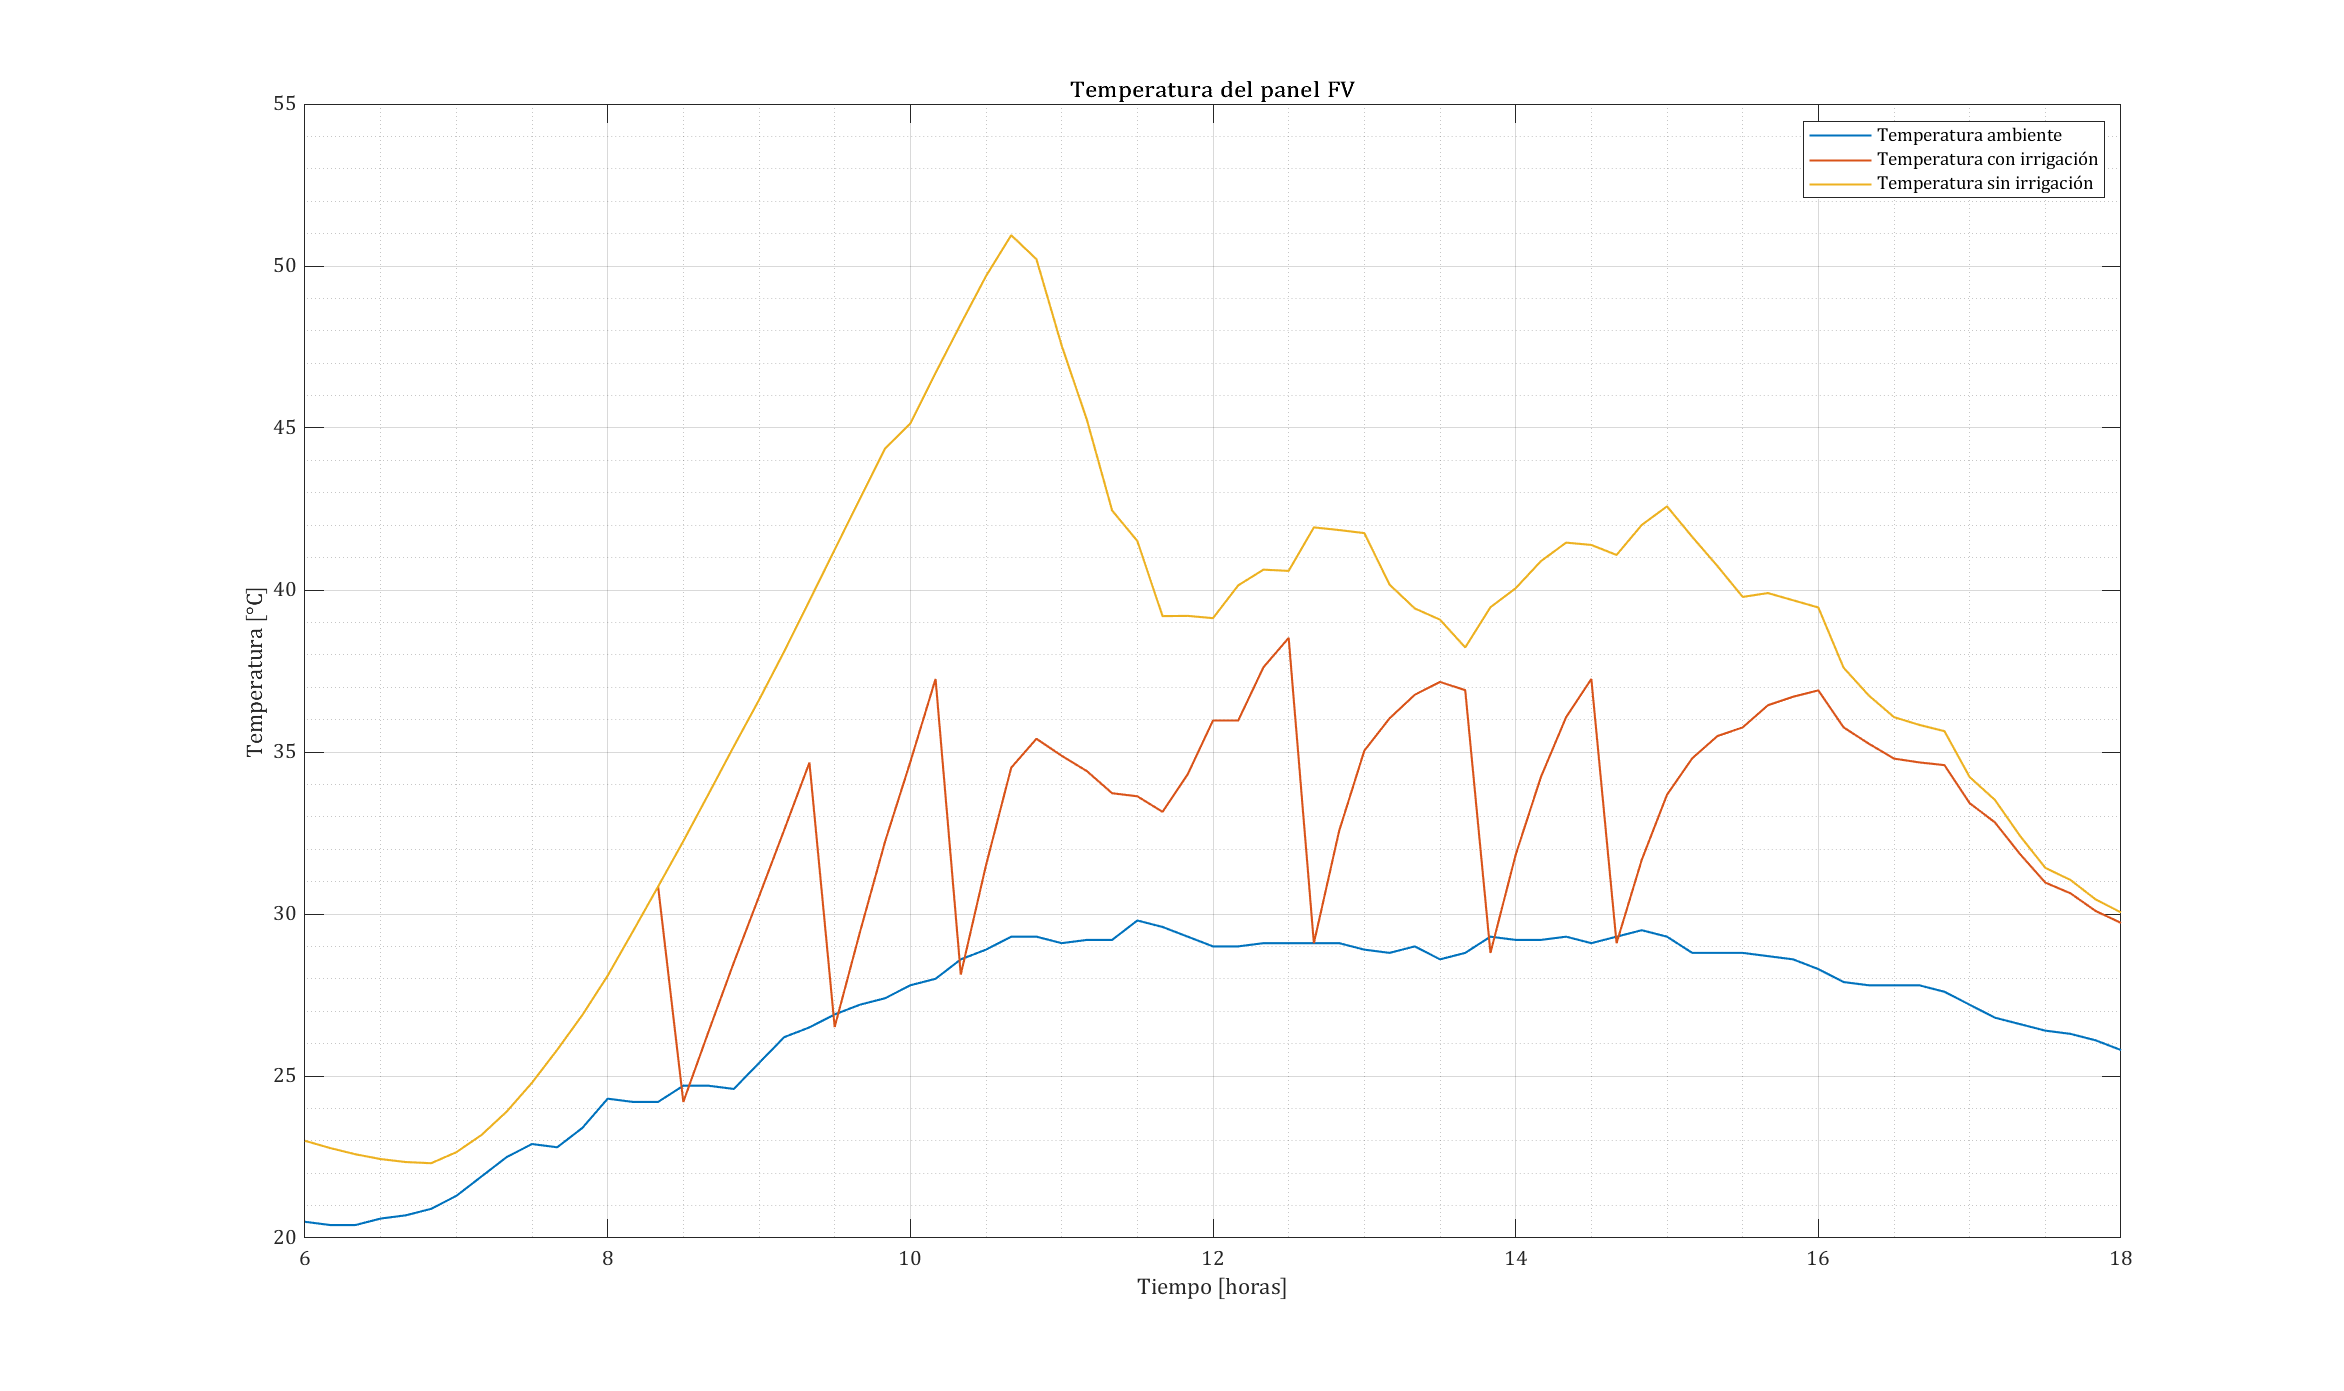 Temperatura del panel FV
Temperatura ambiente
Temperatura con irrigación
Temperatura sin irrigación
55
50
45
40
35
30
25
20
Temperatura [°C]
6 8 10 12 14 16 18
Tiempo [horas]